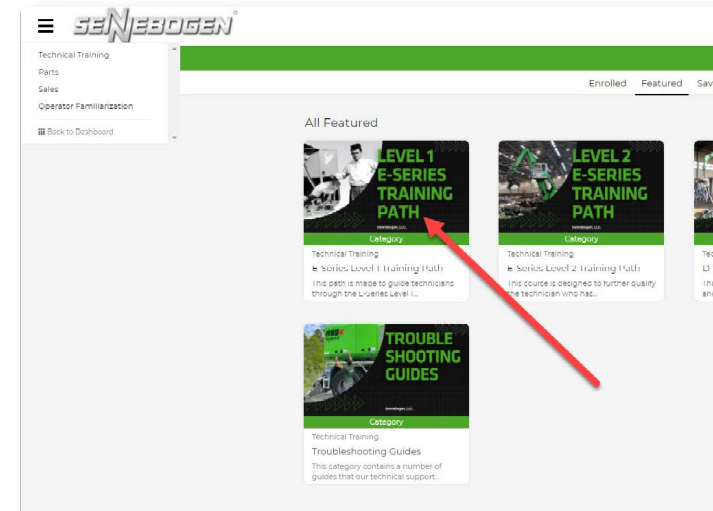 SENNEBOGEN
Technical Training
Parts
Sales
Operator Familiarization
Back to Dashboard
Enrolled Featured Sav
All Featured
LEVEL 1
E-SERIES
TRAINING
PATH
Category
Technical Training
E-Series Level 1 Training Path
This path is made to guide technicians
through the E-Series Level 1...
LEVEL 2
E-SERIES
TRAINING
PATH
Category
Technical Training
E-Series Level 2 Training Path
This course is designed to further qualify
the technician who has...
TROUBLE
SHOOTING
GUIDES
Category
Technical Training
Troubleshooting Guides
This category contains a number of
guides that our technical support...